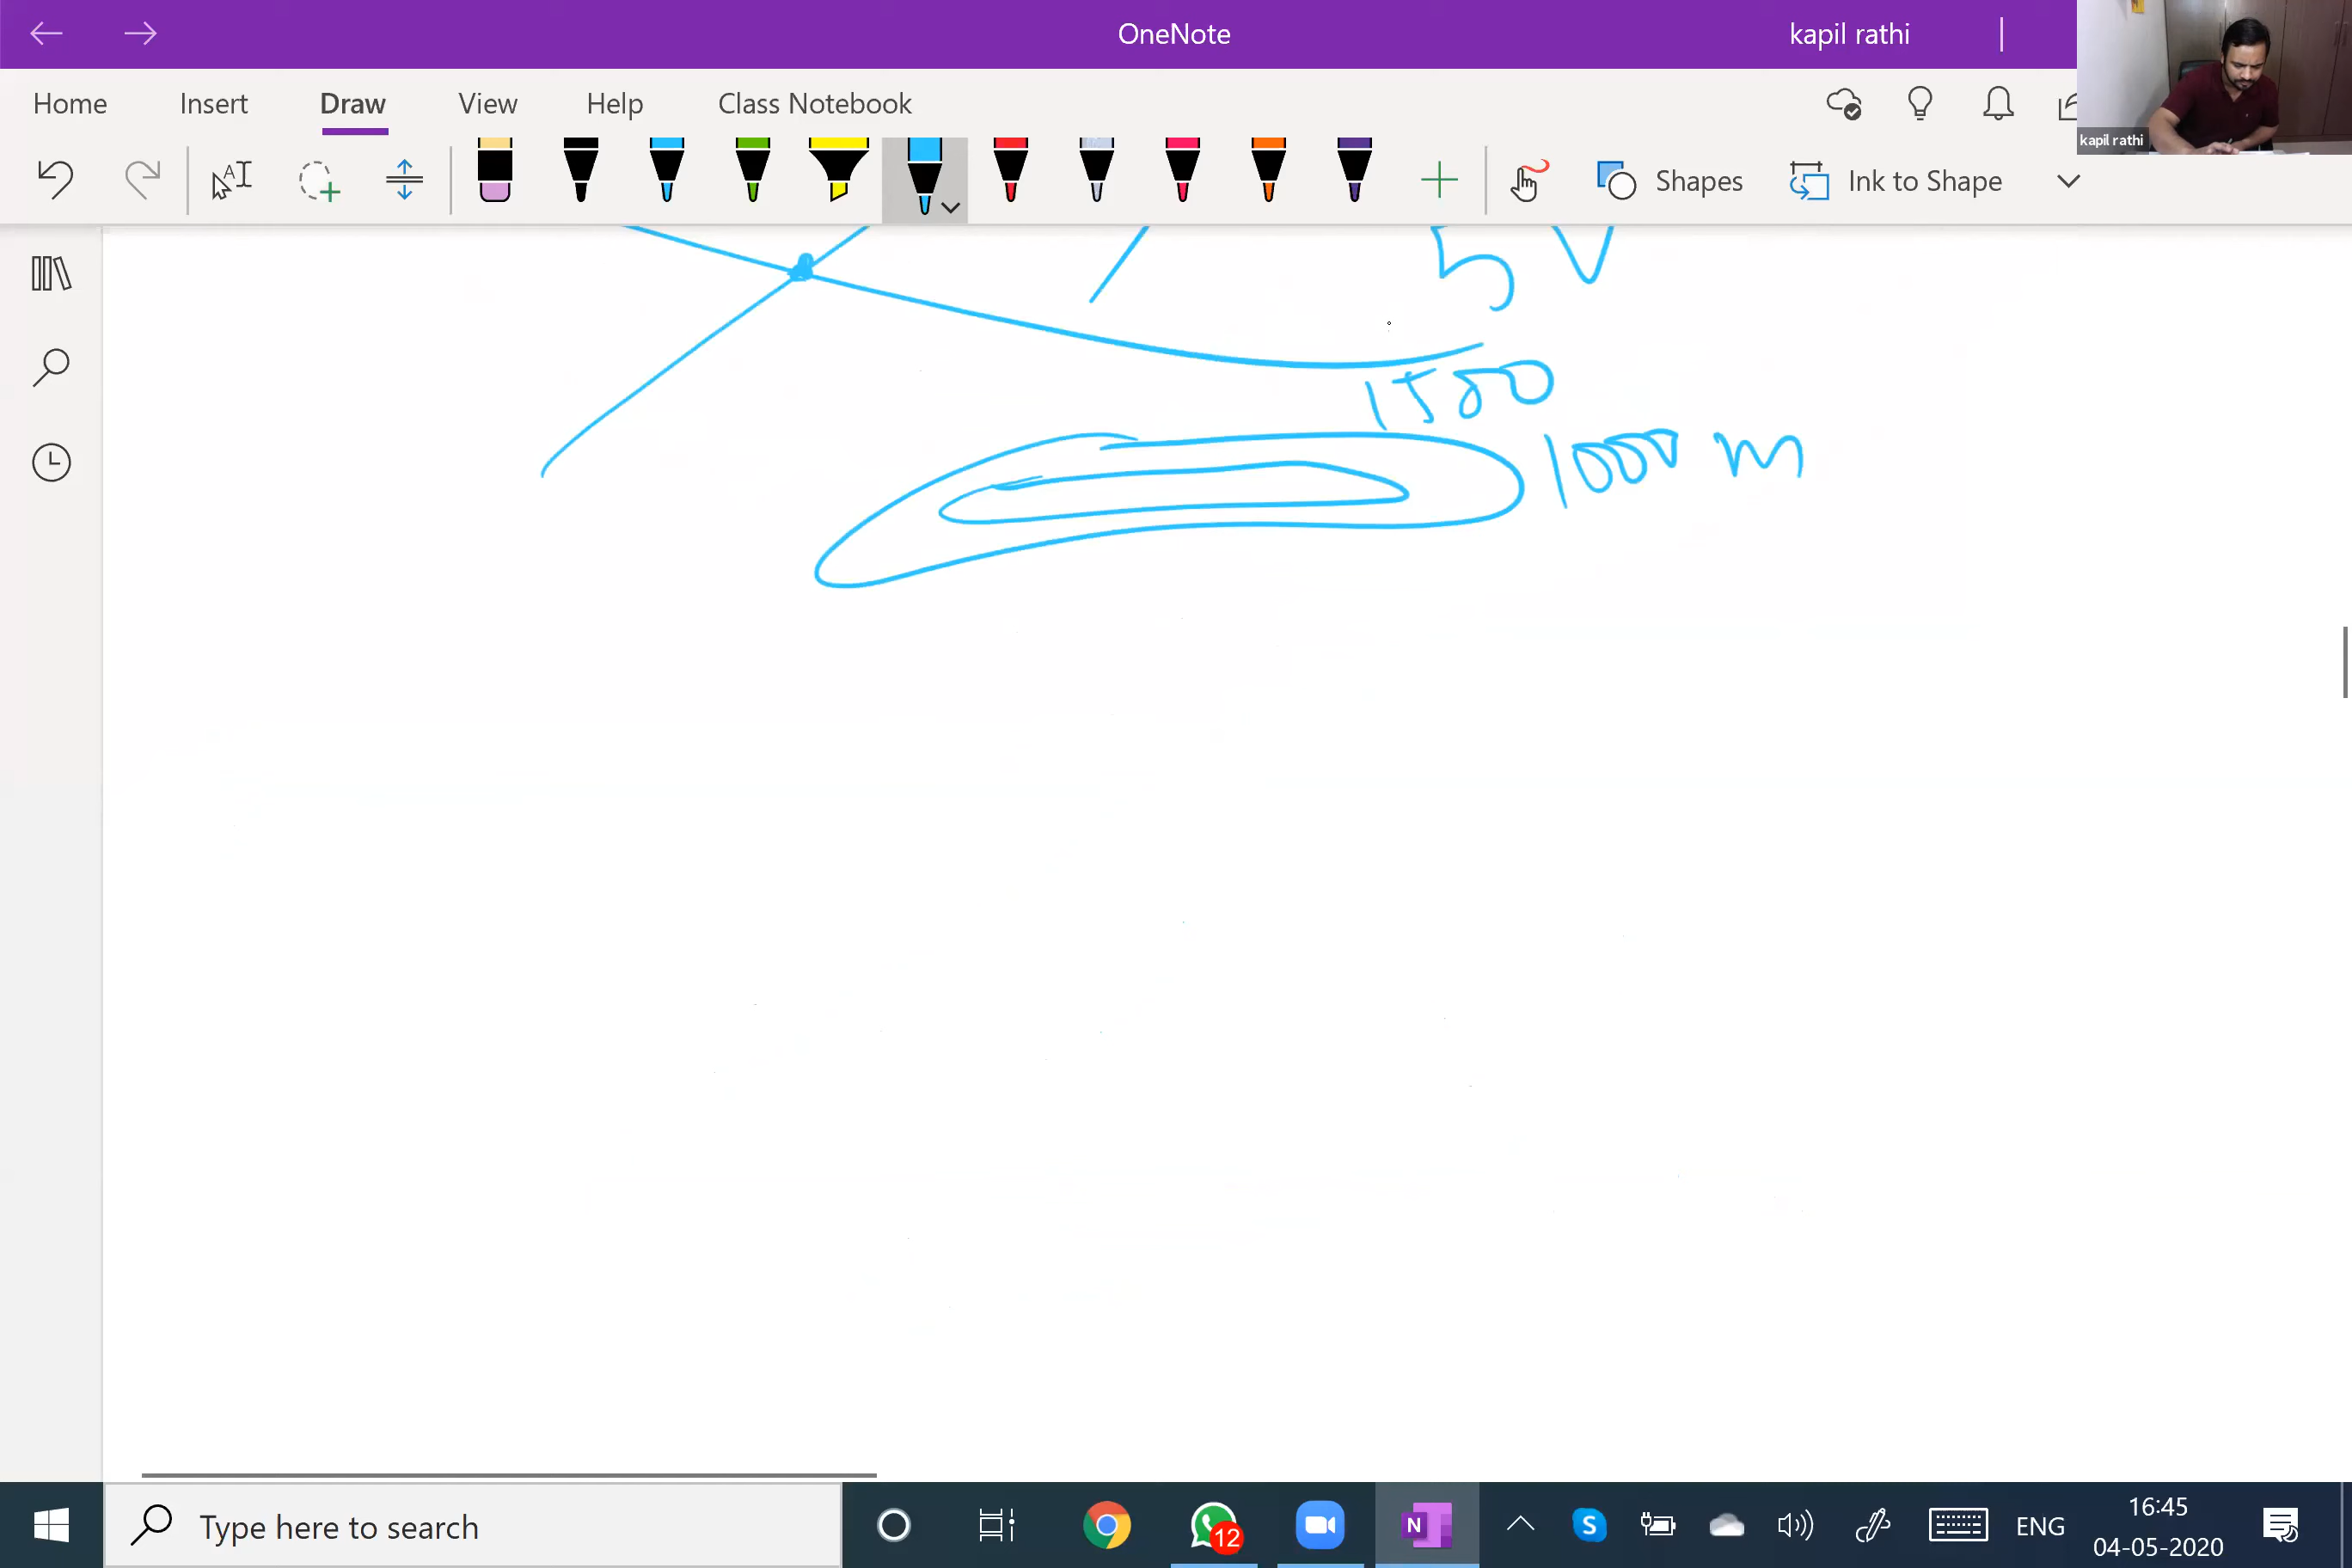 OneNote
kapil rathi
Home Insert Draw View Help Class Notebook
kapil rathi
Shapes Ink to Shape
5 V
1500
1000 m
Type here to search
12
N
S
ENG
16:45
04-05-2020